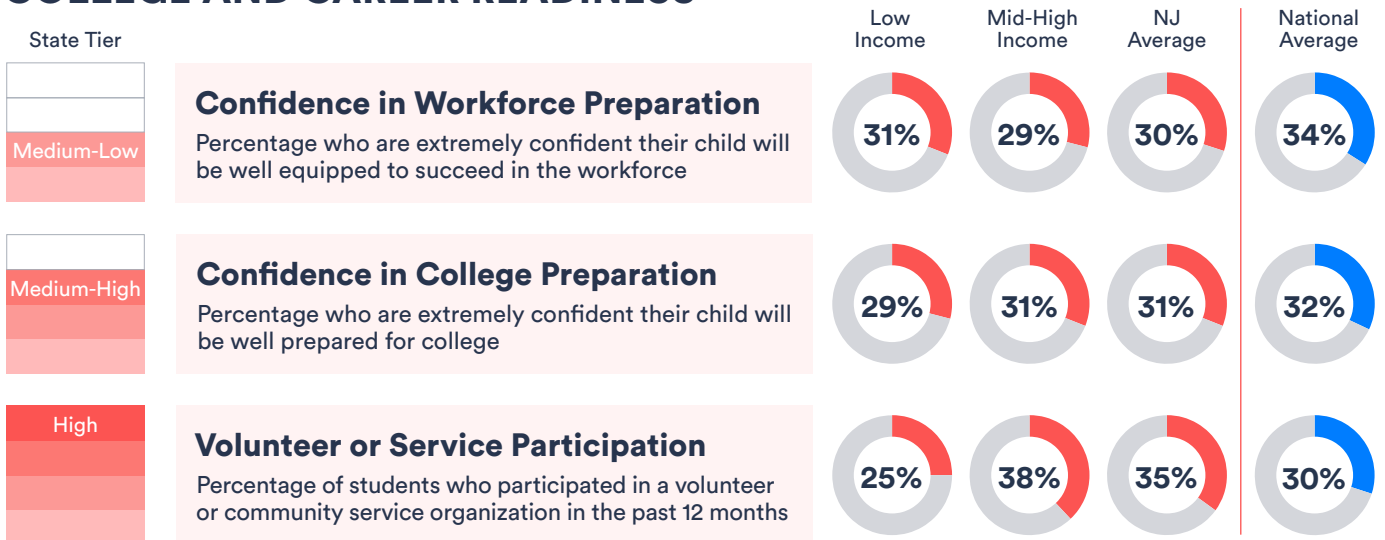 COLLEGE AND CAREER READINESS
State Tier
Low
Income
Mid-High
Income
NJ
Average
National
Average
Medium-Low
Confidence in Workforce Preparation
Percentage who are extremely confident their child will
be well equipped to succeed in the workforce
31%
29%
30%
34%
Medium-High
Confidence in College Preparation
Percentage who are extremely confident their child will
be well prepared for college
29%
31%
31%
32%
High
Volunteer or Service Participation
Percentage of students who participated in a volunteer
or community service organization in the past 12 months
25%
38%
35%
30%